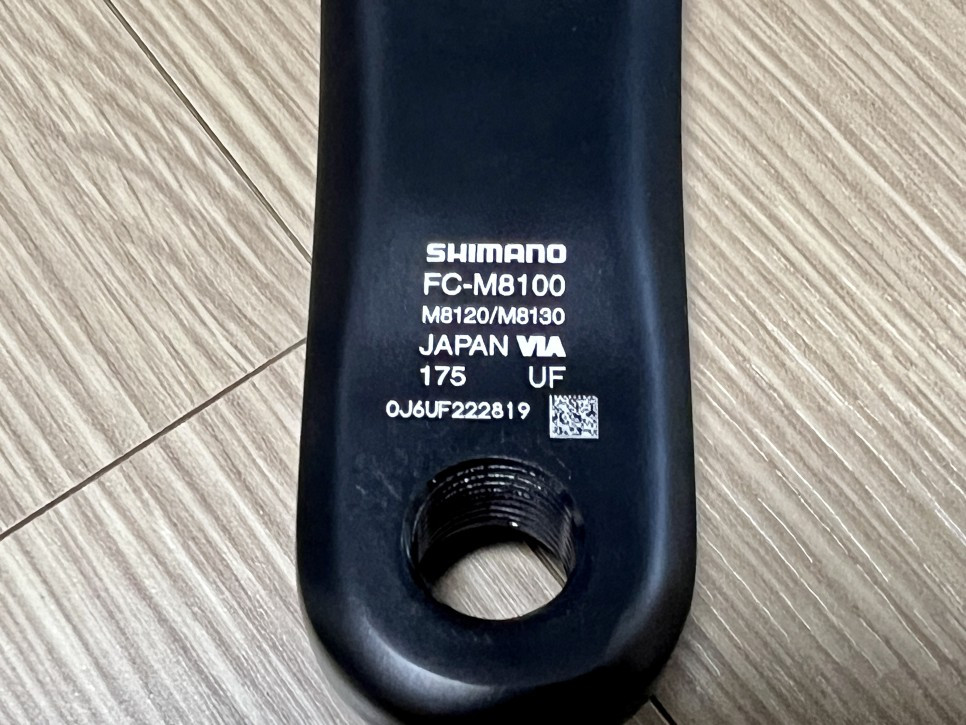 SHIMANO
FC-M8100
M8120/M8130
JAPAN VIA
175 UF
0J6UF222819